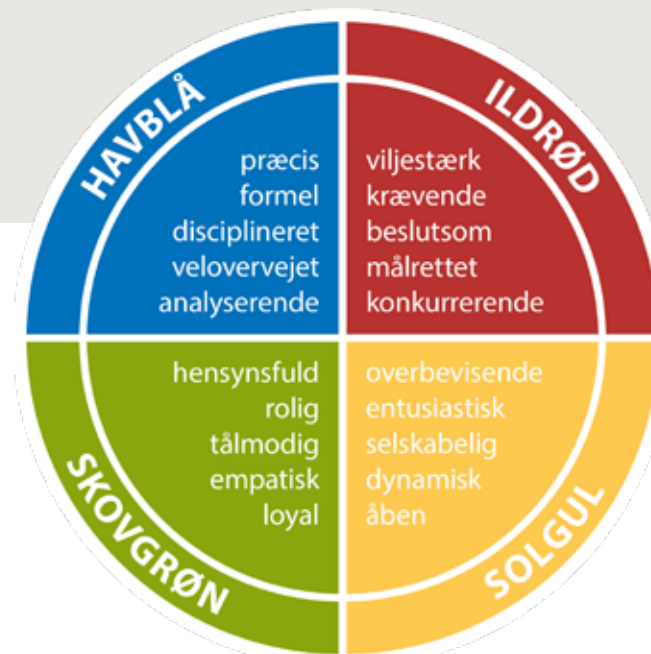 HAVBLÅ
præcis
formel
disciplineret
velovervejet
analyserende
ILDRØD
viljestærk
krævende
beslutsom
målrettet
konkurrerende
SKOVGRØN
hensynsfuld
rolig
tålmodig
empatisk
loyal
SOLGUL
overbevisende
entusiastisk
selskabelig
dynamisk
åben